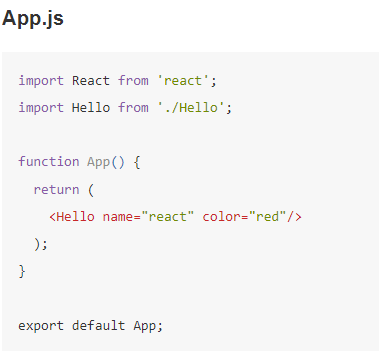 App.js
import React from 'react';
import Hello from './Hello';
function App() {
  return (
    <Hello name="react" color="red"/>
  );
}
export default App;